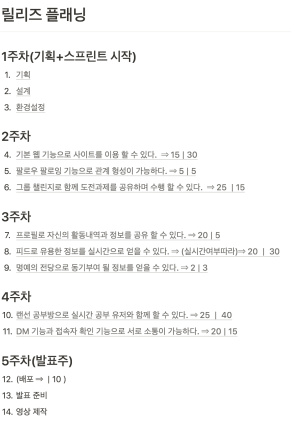 릴리즈 플래닝
1주차(기획+스프린트 시작)
1. 기획
2. 설계
3. 환경설정
2주차
4. 기본 웹 기능으로 사이트를 이용 할 수 있다. ⇒ 15 | 30
5. 팔로우 팔로잉 기능으로 관계 형성이 가능하다. ⇒ 5 | 5
6. 그룹 챌린지로 함께 도전과제를 공유하며 수행 할 수 있다. ⇒ 25 | 15
3주차
7. 프로필로 자신의 활동내역과 정보를 공유 할 수 있다. ⇒ 20 | 5
8. 피드로 유용한 정보를 실시간으로 얻을 수 있다. ⇒ (실시간여부따라)⇒ 20 | 30
9. 명예의 전당으로 동기부여 될 정보를 얻을 수 있다. ⇒ 2 | 3
4주차
10. 랜선 공부방으로 실시간 공부 유저와 함께 할 수 있다. ⇒ 25 | 40
11. DM 기능과 접속자 확인 기능으로 서로 소통이 가능하다. ⇒ 20 | 15
5주차(발표주)
12. (배포 ⇒ | 10 )
13. 발표 준비
14. 영상 제작